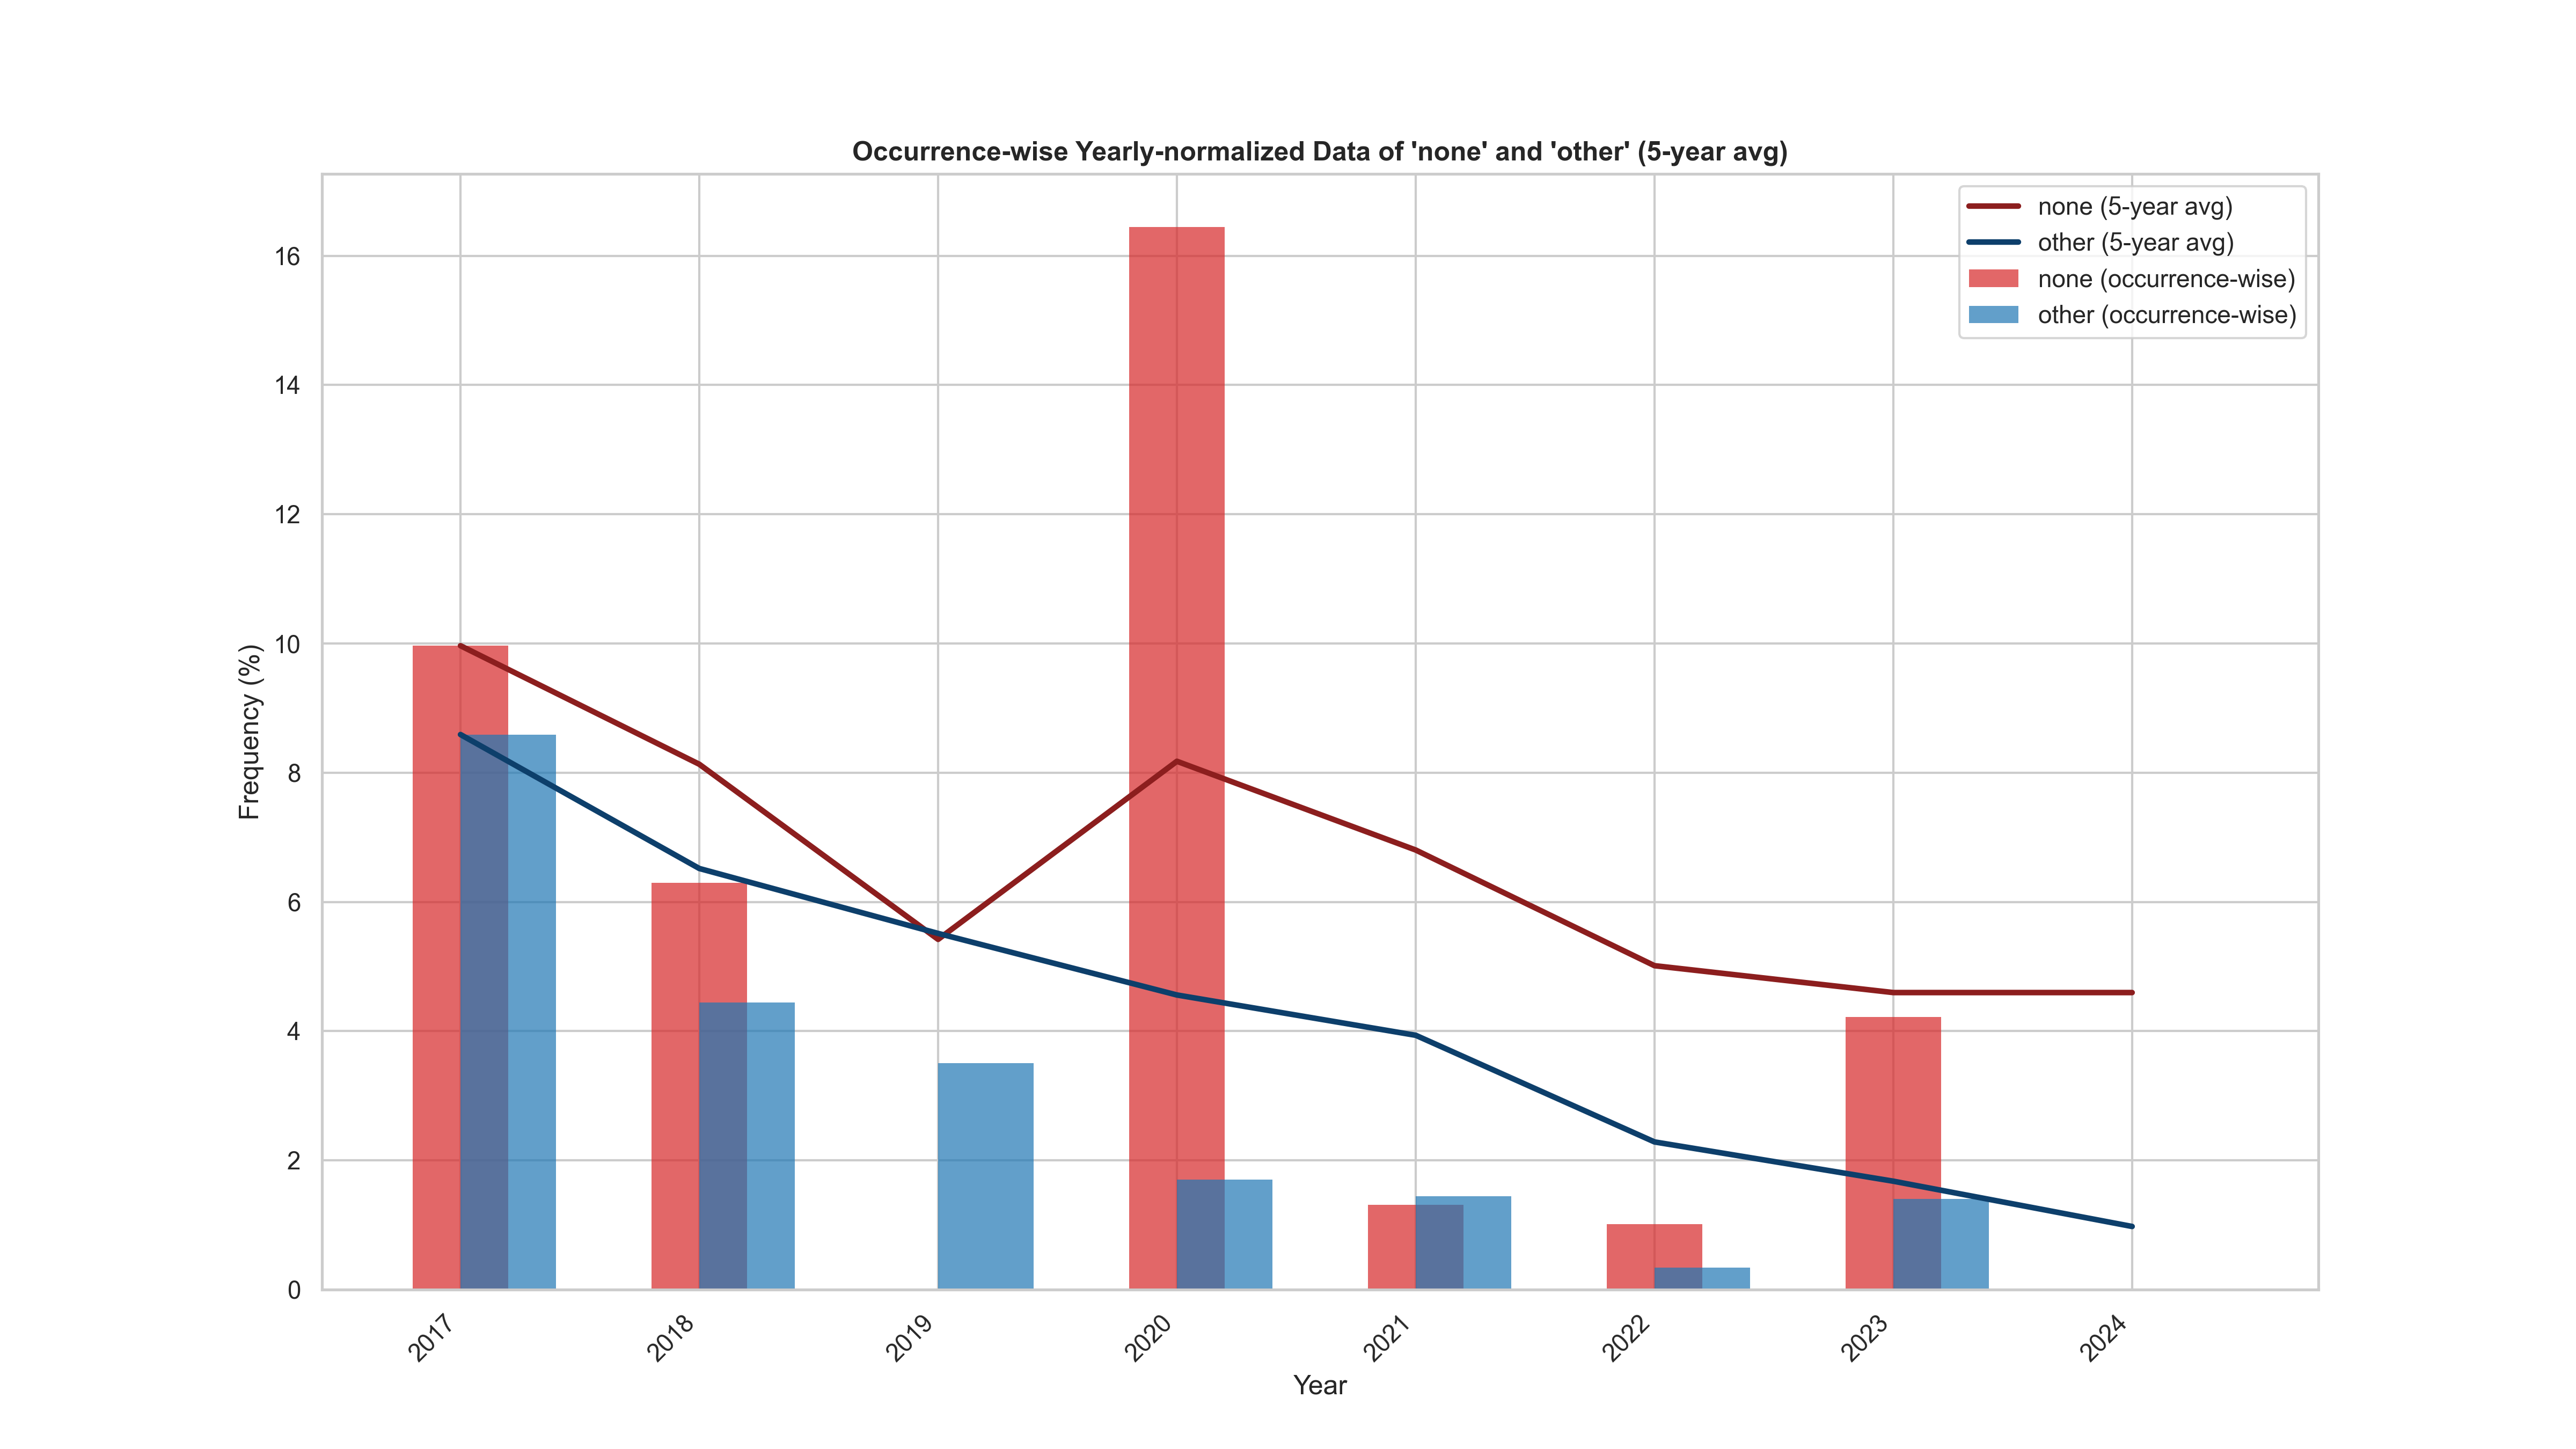 Occurrence-wise Yearly-normalized Data of 'none' and 'other' (5-year avg)
none (5-year avg)
other (5-year avg)
none (occurrence-wise)
other (occurrence-wise)
16
14
12
10
8
6
4
2
0
Frequency (%)
2017
2018
2019
2020
2021
2022
2023
2024
Year